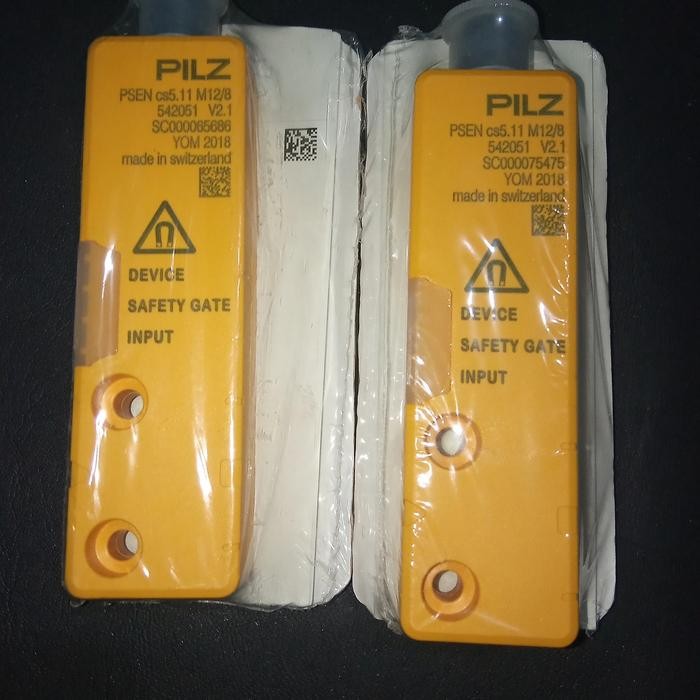 PILZ
PSEN cs5.11 M12/8
542051 V2.1
SC000065686
YOM 2018
made in switzerland
DEVICE
SAFETY GATE
INPUT
PILZ
PSEN cs5.11 M12/8
542051 V2.1
SC000075475
YOM 2018
made in switzerland
DEVICE
SAFETY GATE
INPUT